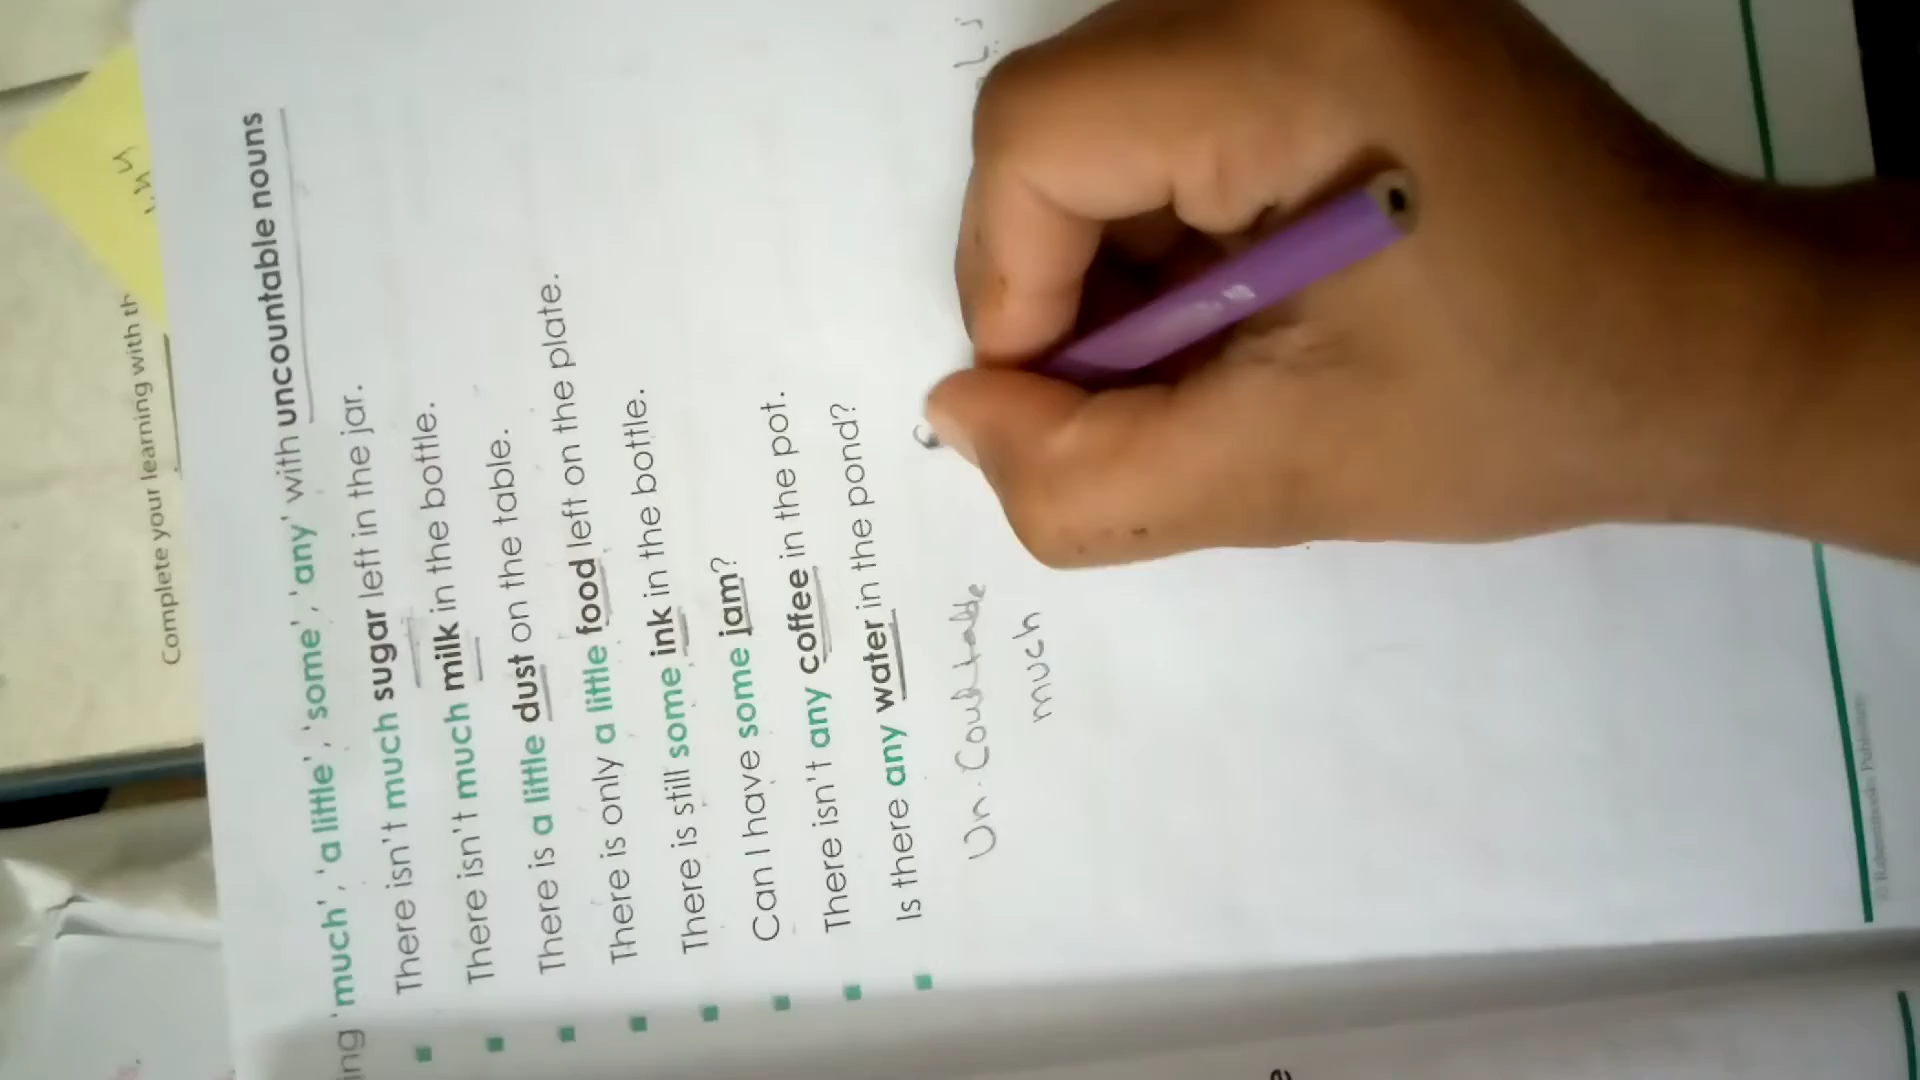 Complete your learning with th
ing 'much', 'a little', 'some', 'any' with uncountable nouns
There isn't much sugar left in the jar.
There isn't much milk in the bottle.
There is a little dust on the table.
There is only a little food left on the plate.
There is still some ink in the bottle.
Can I have some jam?
There isn't any coffee in the pot.
Is there any water in the pond?
Un. Countable
much